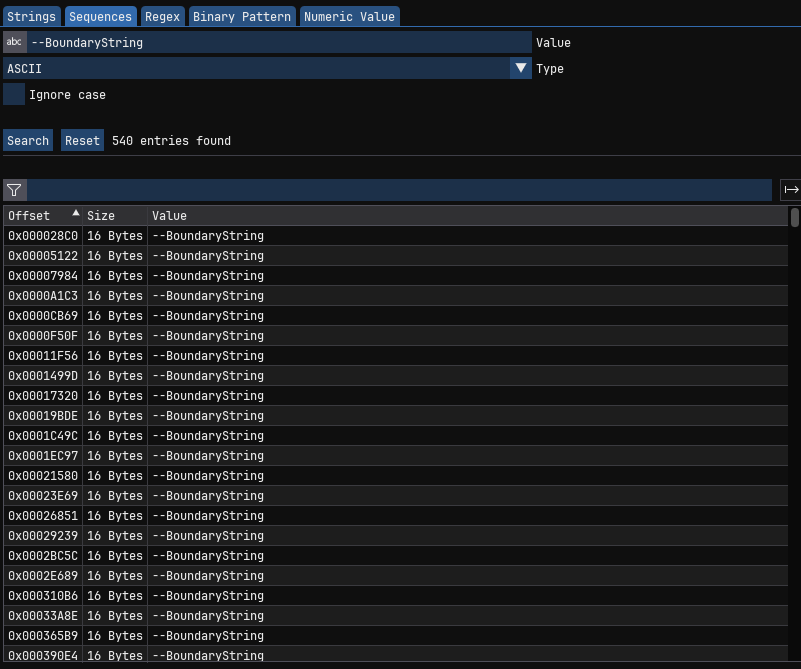 Strings Sequences Regex Binary Pattern Numeric Value
abc --BoundaryString Value
ASCII Type
Ignore case
Search Reset 540 entries found
Offset Size Value
0x000028C0 16 Bytes --BoundaryString
0x00005122 16 Bytes --BoundaryString
0x00007984 16 Bytes --BoundaryString
0x0000A1C3 16 Bytes --BoundaryString
0x0000CB69 16 Bytes --BoundaryString
0x0000F50F 16 Bytes --BoundaryString
0x00011F56 16 Bytes --BoundaryString
0x0001499D 16 Bytes --BoundaryString
0x00017320 16 Bytes --BoundaryString
0x00019BDE 16 Bytes --BoundaryString
0x0001C49C 16 Bytes --BoundaryString
0x0001EC97 16 Bytes --BoundaryString
0x00021580 16 Bytes --BoundaryString
0x00023E69 16 Bytes --BoundaryString
0x00026851 16 Bytes --BoundaryString
0x00029239 16 Bytes --BoundaryString
0x0002BC5C 16 Bytes --BoundaryString
0x0002E689 16 Bytes --BoundaryString
0x000310B6 16 Bytes --BoundaryString
0x00033A8E 16 Bytes --BoundaryString
0x000365B9 16 Bytes --BoundaryString
0x000390E4 16 Bytes --BoundaryString